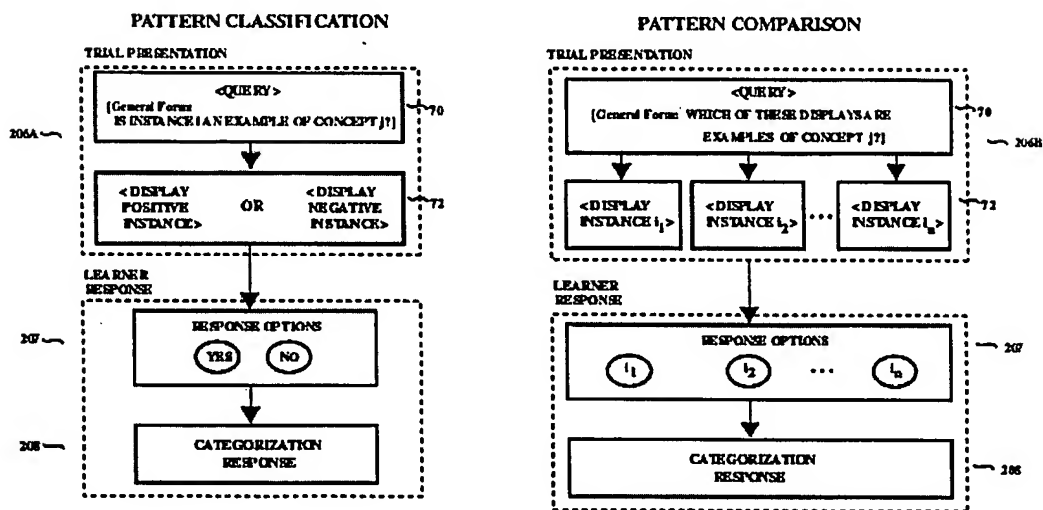 PATTERN CLASSIFICATION
TRIAL PRESENTATION
<QUERY>
[General Form:
IS INSTANCE I AN EXAMPLE OF CONCEPT j?]
70
206A
<DISPLAY
POSITIVE
INSTANCE>
OR
<DISPLAY
NEGATIVE
INSTANCE>
72
LEARNER
RESPONSE
207
RESPONSE OPTIONS
YES
NO
208
CATEGORIZATION
RESPONSE
PATTERN COMPARISON
TRIAL PRESENTATION
<QUERY>
[General Form: WHICH OF THESE DISPLAYS ARE
EXAMPLES OF CONCEPT j?]
70
206B
<DISPLAY
INSTANCE i1>
<DISPLAY
INSTANCE i2>
...
<DISPLAY
INSTANCE in>
72
LEARNER
RESPONSE
RESPONSE OPTIONS
207
i1
i2
...
in
CATEGORIZATION
RESPONSE
208